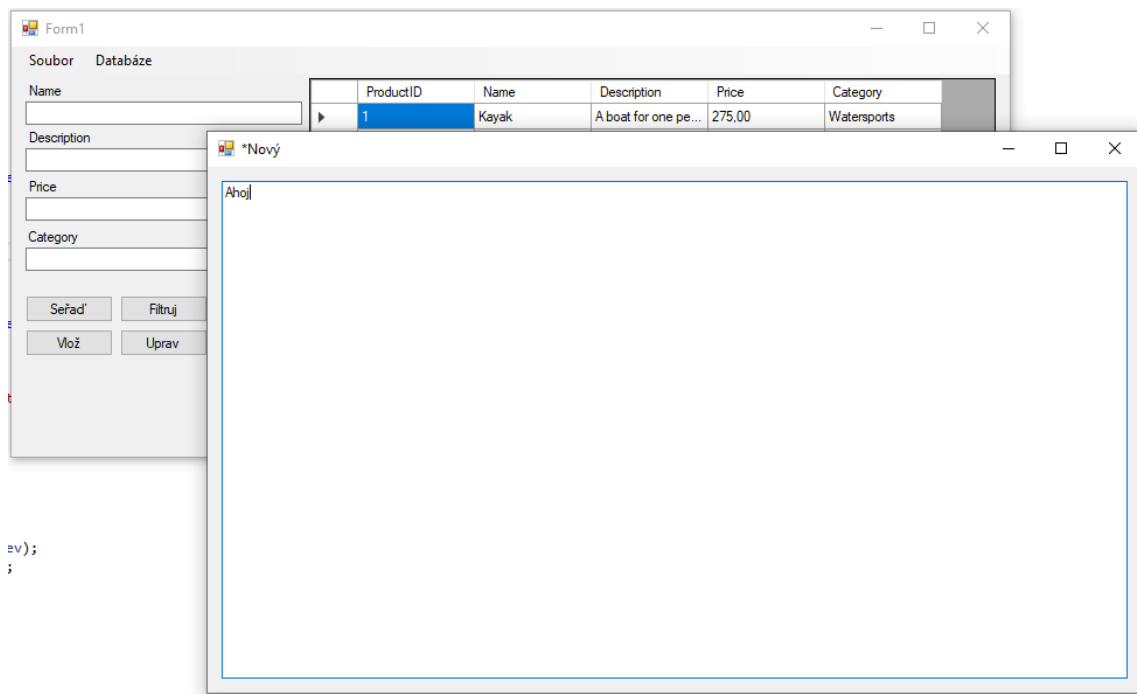 Form1
Soubor Databáze
Name
ProductID Name Description Price Category
1 Kayak A boat for one pe... 275,00 Watersports
Description
*Nový
Price
Ahoj
Category
Seřaď Filtruj
Vlož Uprav
ev);
;